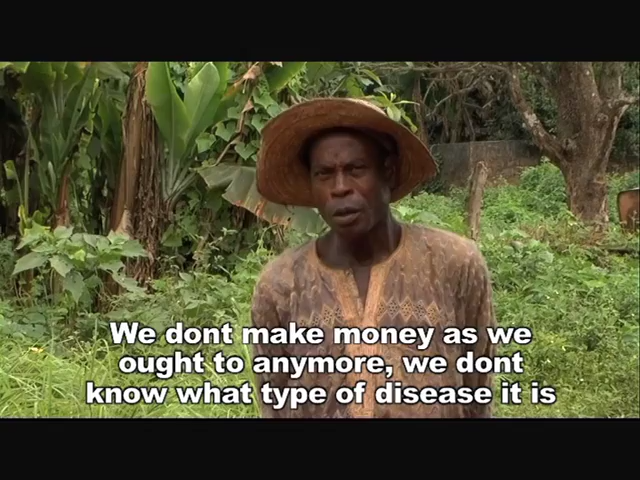 We dont make money as we
ought to anymore, we dont
know what type of disease it is